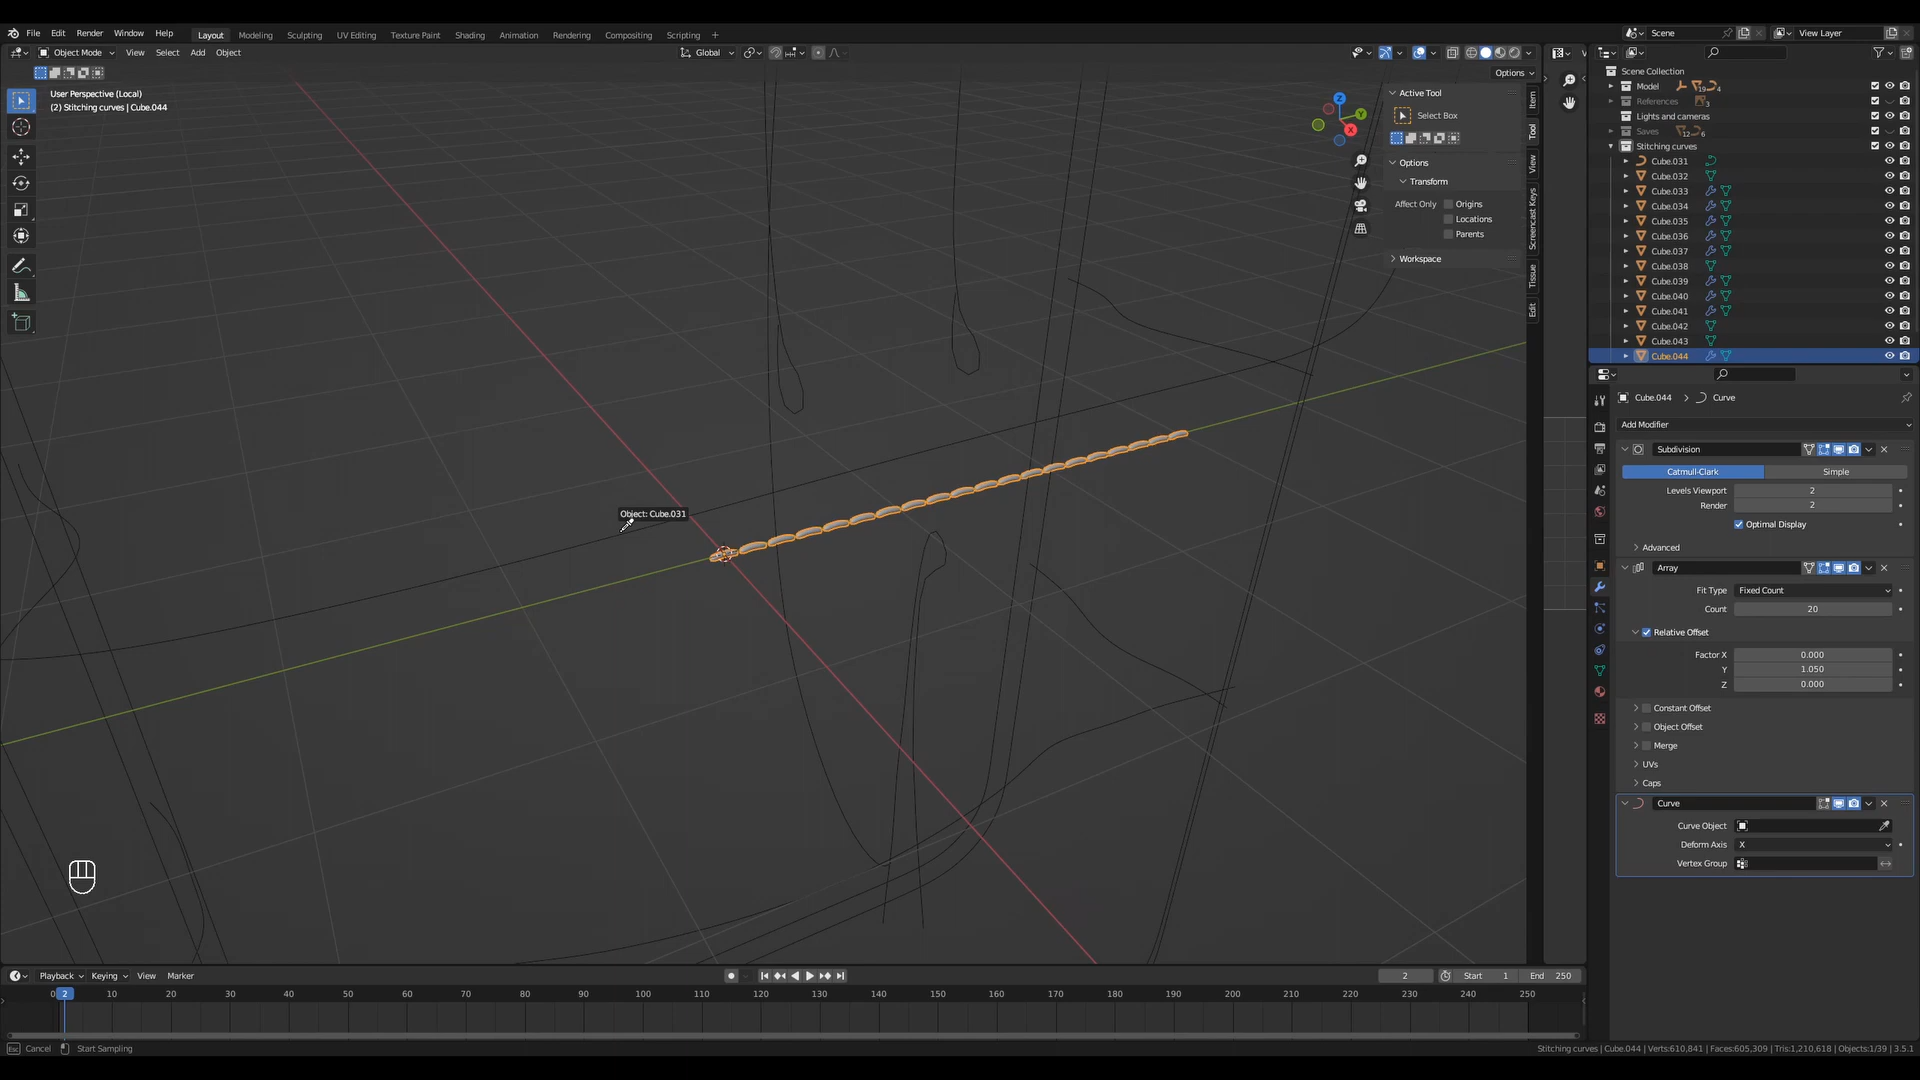 File Edit Render Window Help Layout Modeling Sculpting UV Editing Texture Paint Shading Animation Rendering Compositing Scripting + Scene View Layer
Object Mode View Select Add Object Global
Options
User Perspective (Local)
(2) Stitching curves | Cube.044
Z
Y
X
Active Tool
Select Box
Options
Transform
Affect Only Origins
Locations
Parents
Workspace
Item
Tool
View
Screencast Keys
Tissue
Edit
Object: Cube.031
Scene Collection
Model 19 4
References 3
Lights and cameras
Saves 12 6
Stitching curves
Cube.031
Cube.032
Cube.033
Cube.034
Cube.035
Cube.036
Cube.037
Cube.038
Cube.039
Cube.040
Cube.041
Cube.042
Cube.043
Cube.044
Cube.044 > Curve
Add Modifier
Subdivision
Catmull-Clark Simple
Levels Viewport 2
Render 2
Optimal Display
Advanced
Array
Fit Type Fixed Count
Count 20
Relative Offset
Factor X 0.000
Y 1.050
Z 0.000
Constant Offset
Object Offset
Merge
UVs
Caps
Curve
Curve Object
Deform Axis X
Vertex Group
Playback Keying View Marker 2 Start 1 End 250
0 2 10 20 30 40 50 60 70 80 90 100 110 120 130 140 150 160 170 180 190 200 210 220 230 240 250
Esc Cancel Start Sampling Stitching curves | Cube.044 | Verts:610,841 | Faces:605,309 | Tris:1,210,618 | Objects:1/39 | 3.5.1